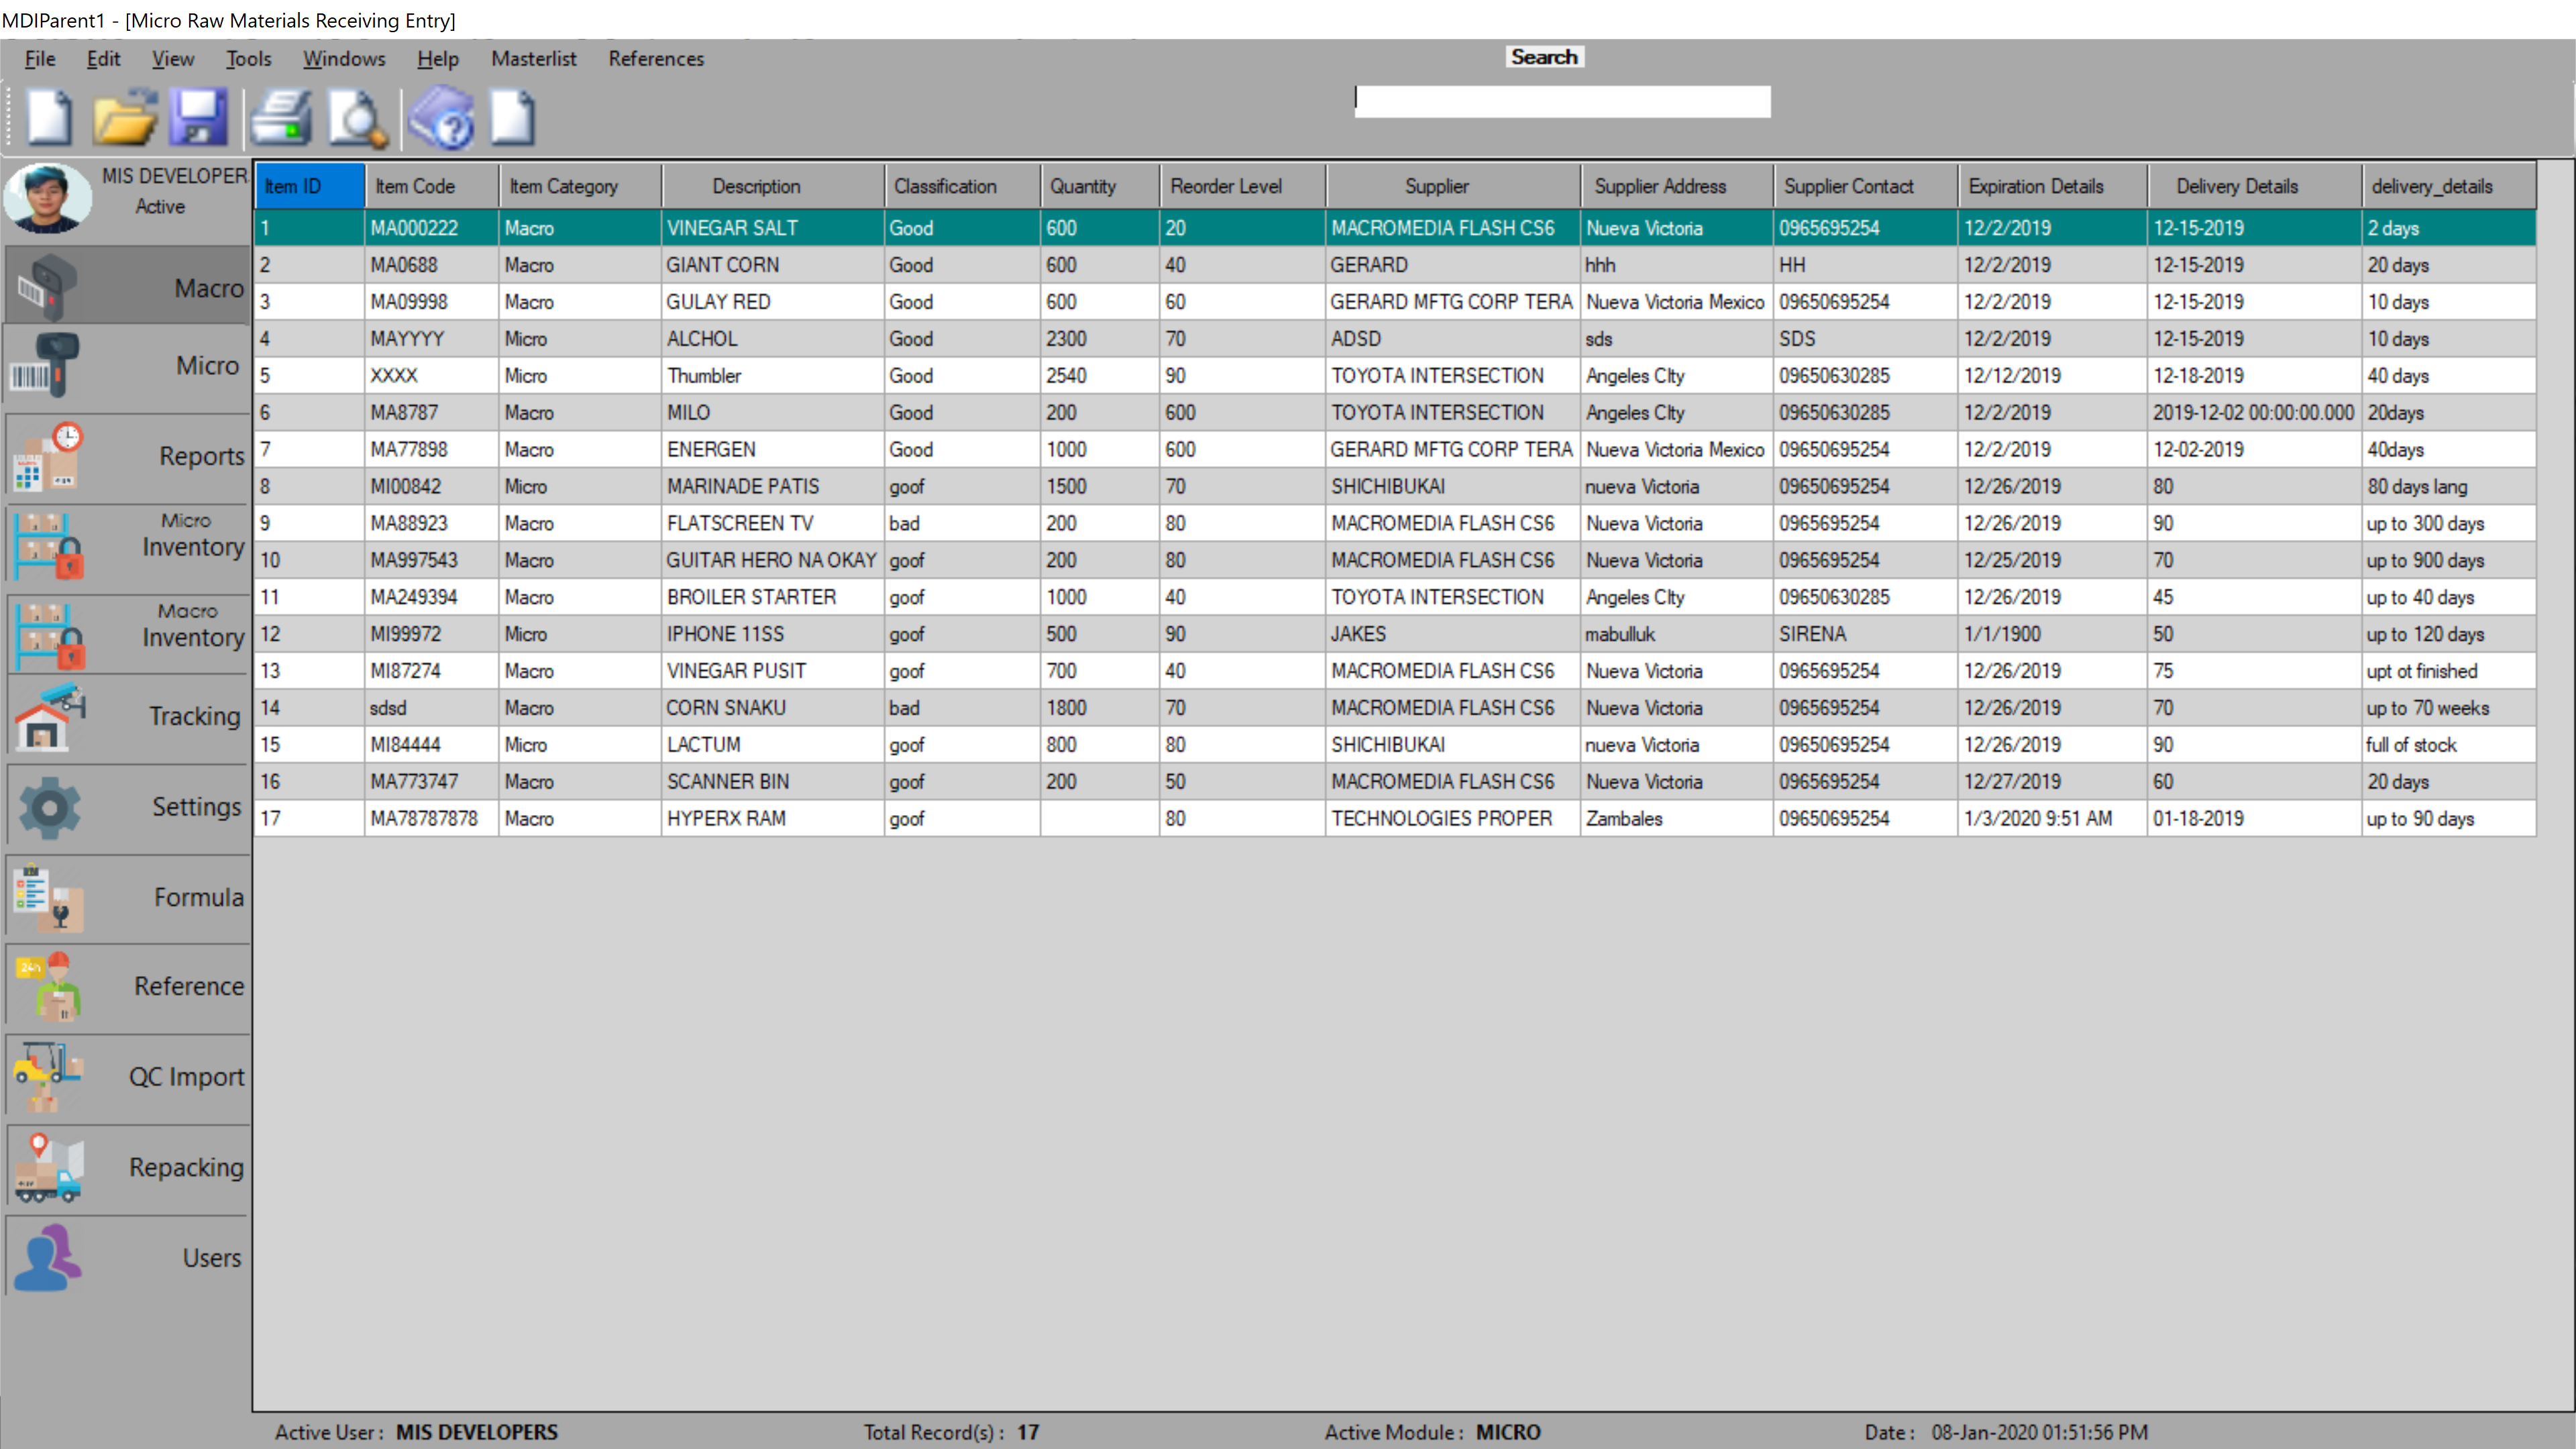 MDIParent1 - [Micro Raw Materials Receiving Entry]
File Edit View Tools Windows Help Masterlist References
Search
MIS DEVELOPER
Active
Macro
Micro
Reports
Micro
Inventory
Macro
Inventory
Tracking
Settings
Formula
24h
Reference
QC Import
Repacking
Users
Item ID Item Code Item Category Description Classification Quantity Reorder Level Supplier Supplier Address Supplier Contact Expiration Details Delivery Details delivery_details
1 MA000222 Macro VINEGAR SALT Good 600 20 MACROMEDIA FLASH CS6 Nueva Victoria 0965695254 12/2/2019 12-15-2019 2 days
2 MA0688 Macro GIANT CORN Good 600 40 GERARD hhh HH 12/2/2019 12-15-2019 20 days
3 MA09998 Macro GULAY RED Good 600 60 GERARD MFTG CORP TERA Nueva Victoria Mexico 09650695254 12/2/2019 12-15-2019 10 days
4 MAYYYY Micro ALCHOL Good 2300 70 ADSD sds SDS 12/2/2019 12-15-2019 10 days
5 XXXX Micro Thumbler Good 2540 90 TOYOTA INTERSECTION Angeles CIty 09650630285 12/12/2019 12-18-2019 40 days
6 MA8787 Macro MILO Good 200 600 TOYOTA INTERSECTION Angeles CIty 09650630285 12/2/2019 2019-12-02 00:00:00.000 20days
7 MA77898 Macro ENERGEN Good 1000 600 GERARD MFTG CORP TERA Nueva Victoria Mexico 09650695254 12/2/2019 12-02-2019 40days
8 MI00842 Micro MARINADE PATIS goof 1500 70 SHICHIBUKAI nueva Victoria 09650695254 12/26/2019 80 80 days lang
9 MA88923 Macro FLATSCREEN TV bad 200 80 MACROMEDIA FLASH CS6 Nueva Victoria 0965695254 12/26/2019 90 up to 300 days
10 MA997543 Macro GUITAR HERO NA OKAY goof 200 80 MACROMEDIA FLASH CS6 Nueva Victoria 0965695254 12/25/2019 70 up to 900 days
11 MA249394 Macro BROILER STARTER goof 1000 40 TOYOTA INTERSECTION Angeles CIty 09650630285 12/26/2019 45 up to 40 days
12 MI99972 Micro IPHONE 11SS goof 500 90 JAKES mabulluk SIRENA 1/1/1900 50 up to 120 days
13 MI87274 Macro VINEGAR PUSIT goof 700 40 MACROMEDIA FLASH CS6 Nueva Victoria 0965695254 12/26/2019 75 upt ot finished
14 sdsd Macro CORN SNAKU bad 1800 70 MACROMEDIA FLASH CS6 Nueva Victoria 0965695254 12/26/2019 70 up to 70 weeks
15 MI84444 Micro LACTUM goof 800 80 SHICHIBUKAI nueva Victoria 09650695254 12/26/2019 90 full of stock
16 MA773747 Macro SCANNER BIN goof 200 50 MACROMEDIA FLASH CS6 Nueva Victoria 0965695254 12/27/2019 60 20 days
17 MA78787878 Macro HYPERX RAM goof 80 TECHNOLOGIES PROPER Zambales 09650695254 1/3/2020 9:51 AM 01-18-2019 up to 90 days
Active User : MIS DEVELOPERS Total Record(s) : 17 Active Module : MICRO Date : 08-Jan-2020 01:51:56 PM